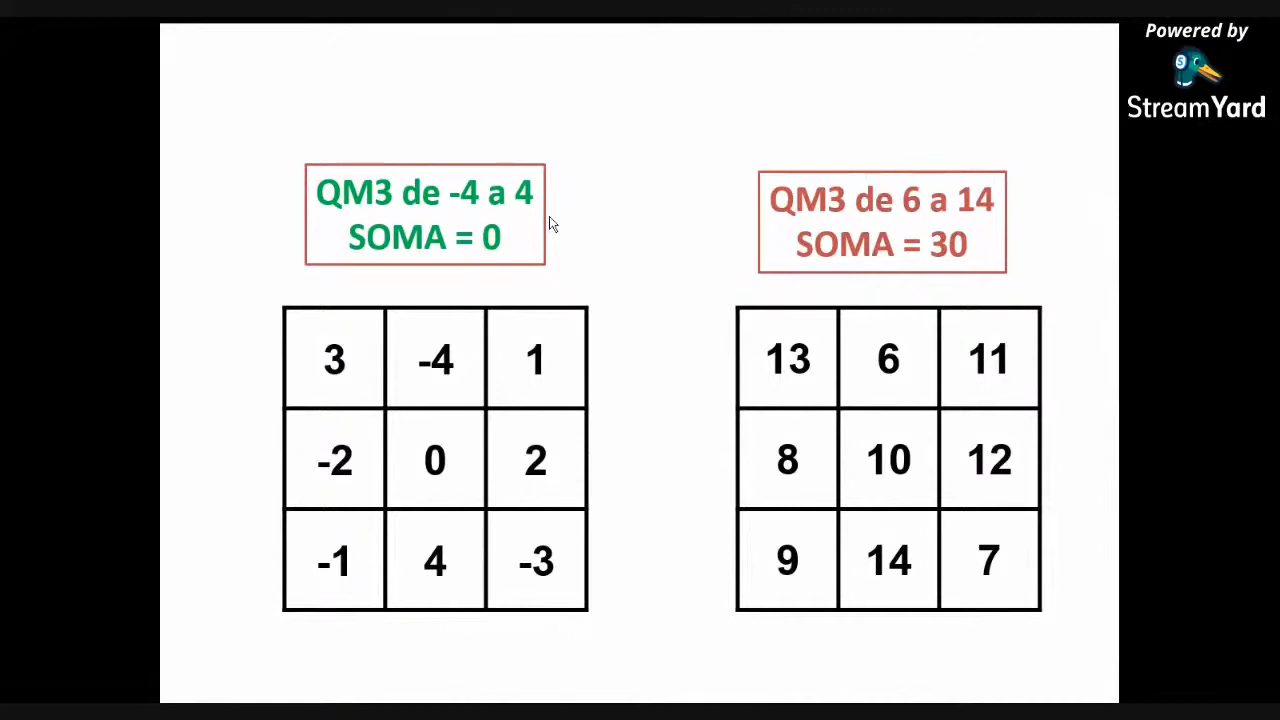 Powered by
StreamYard
QM3 de -4 a 4
SOMA = 0
QM3 de 6 a 14
SOMA = 30
3 -4 1
-2 0 2
-1 4 -3
13 6 11
8 10 12
9 14 7